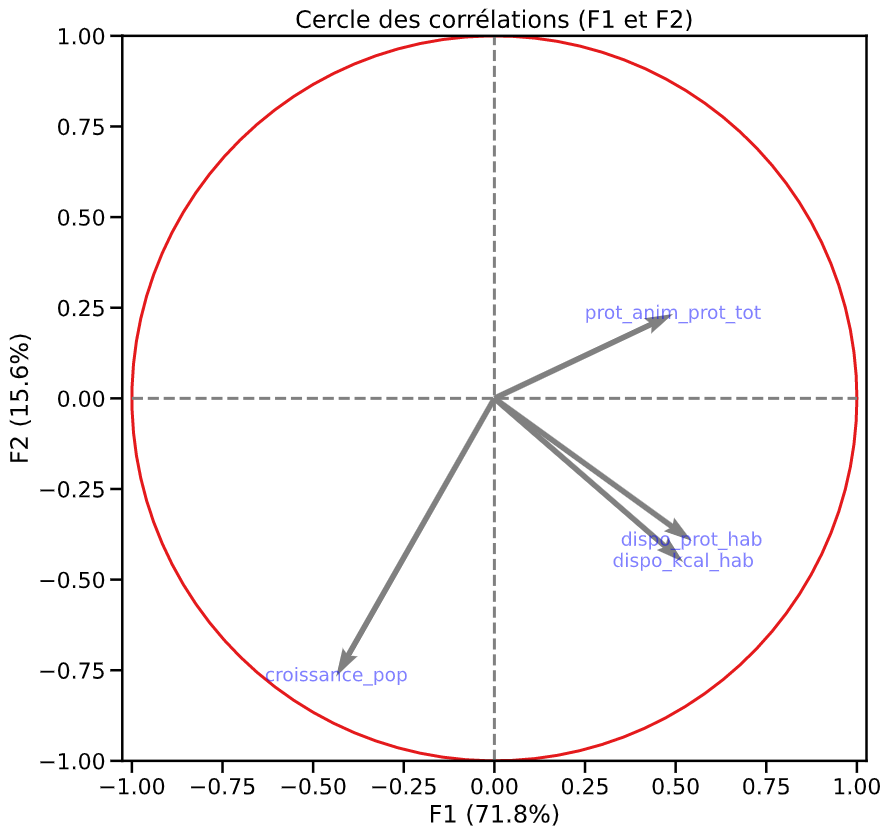 Cercle des corrélations (F1 et F2)
1.00
0.75
0.50
0.25
0.00
−0.25
−0.50
−0.75
−1.00
F2 (15.6%)
prot_anim_prot_tot
dispo_prot_hab
dispo_kcal_hab
croissance_pop
−1.00 −0.75 −0.50 −0.25 0.00 0.25 0.50 0.75 1.00
F1 (71.8%)